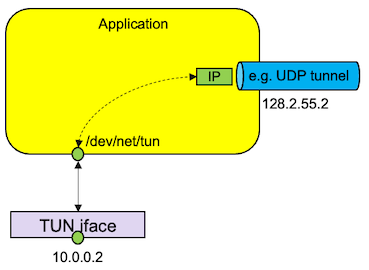 Application
IP
e.g. UDP tunnel
128.2.55.2
/dev/net/tun
TUN iface
10.0.0.2